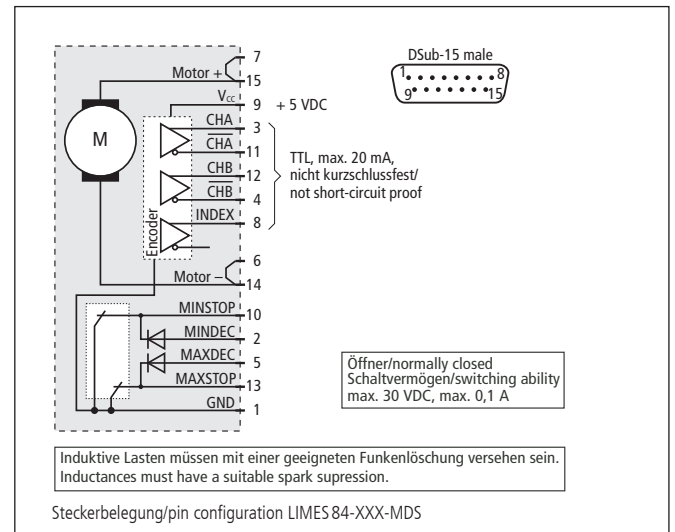 7
Motor +
15
Vcc
9 + 5 VDC
CHA
3
CHA
11
CHB
12
CHB
4
INDEX
8
6
Motor –
14
MINSTOP
10
MINDEC
2
MAXDEC
5
MAXSTOP
13
GND
1
M
Encoder
TTL, max. 20 mA,
nicht kurzschlussfest/
not short-circuit proof
DSub-15 male
1 8
9 15
Öffner/normally closed
Schaltvermögen/switching ability
max. 30 VDC, max. 0,1 A
Induktive Lasten müssen mit einer geeigneten Funkenlöschung versehen sein.
Inductances must have a suitable spark supression.
Steckerbelegung/pin configuration LIMES 84-XXX-MDS